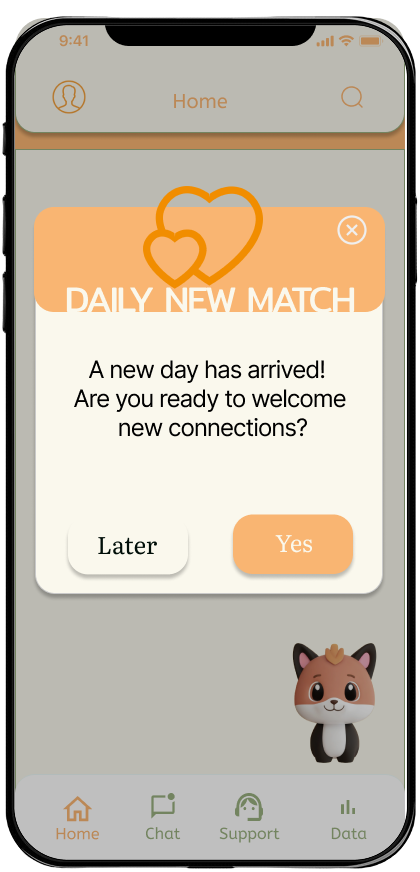 9:41
Home
DAILY NEW MATCH
A new day has arrived!
Are you ready to welcome
new connections?
Later
Yes
Home
Chat
Support
Data